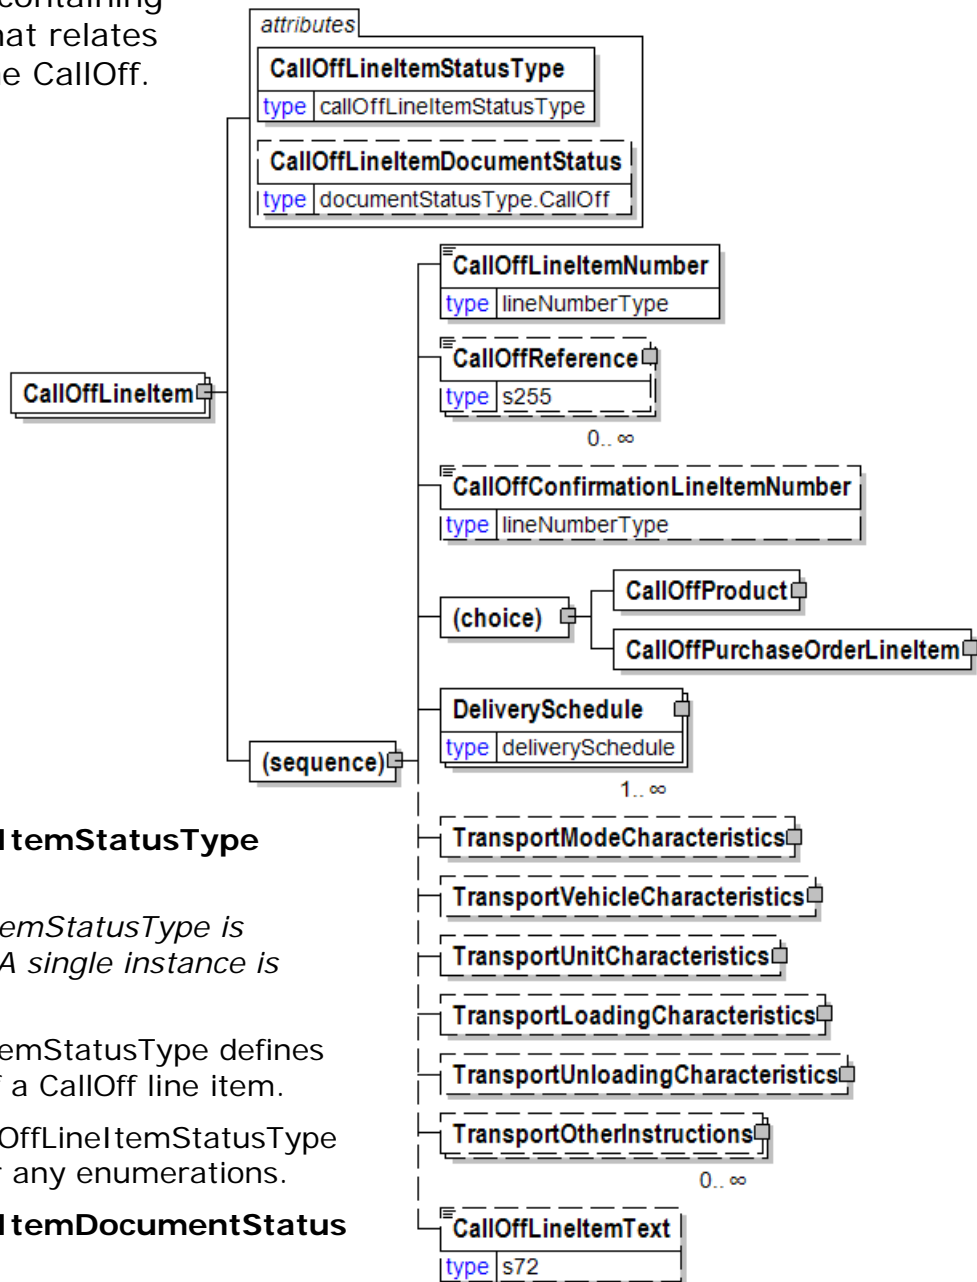 containing
hat relates
e CallOff.
attributes
CallOffLineItemStatusType
type callOffLineItemStatusType
CallOffLineItemDocumentStatus
type documentStatusType.CallOff
CallOffLineItemNumber
type lineNumberType
CallOffReference
type s255
0.. ∞
CallOffLineItem
CallOffConfirmationLineItemNumber
type lineNumberType
(choice)
CallOffProduct
CallOffPurchaseOrderLineItem
DeliverySchedule
type deliverySchedule
1.. ∞
(sequence)
TransportModeCharacteristics
TransportVehicleCharacteristics
TransportUnitCharacteristics
TransportLoadingCharacteristics
TransportUnloadingCharacteristics
TransportOtherInstructions
0.. ∞
CallOffLineItemText
type s72
ItemStatusType
emStatusType is
A single instance is
emStatusType defines
f a CallOff line item.
OffLineItemStatusType
r any enumerations.
ItemDocumentStatus